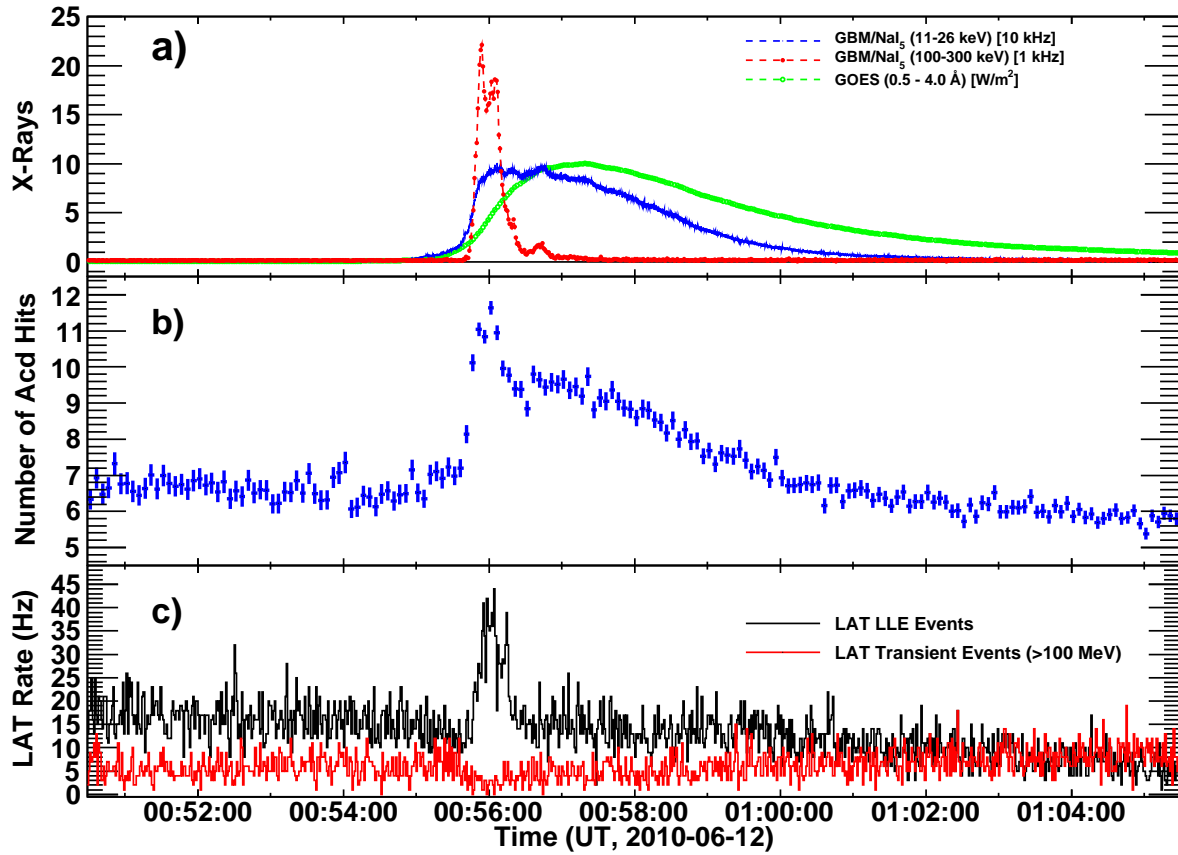 a)
X-Rays
25
20
15
10
5
0
GBM/NaI5 (11-26 keV) [10 kHz]
GBM/NaI5 (100-300 keV) [1 kHz]
GOES (0.5 - 4.0 Å) [W/m2]
b)
Number of Acd Hits
12
11
10
9
8
7
6
5
c)
LAT Rate (Hz)
45
40
35
30
25
20
15
10
5
0
LAT LLE Events
LAT Transient Events (>100 MeV)
00:52:00 00:54:00 00:56:00 00:58:00 01:00:00 01:02:00 01:04:00
Time (UT, 2010-06-12)